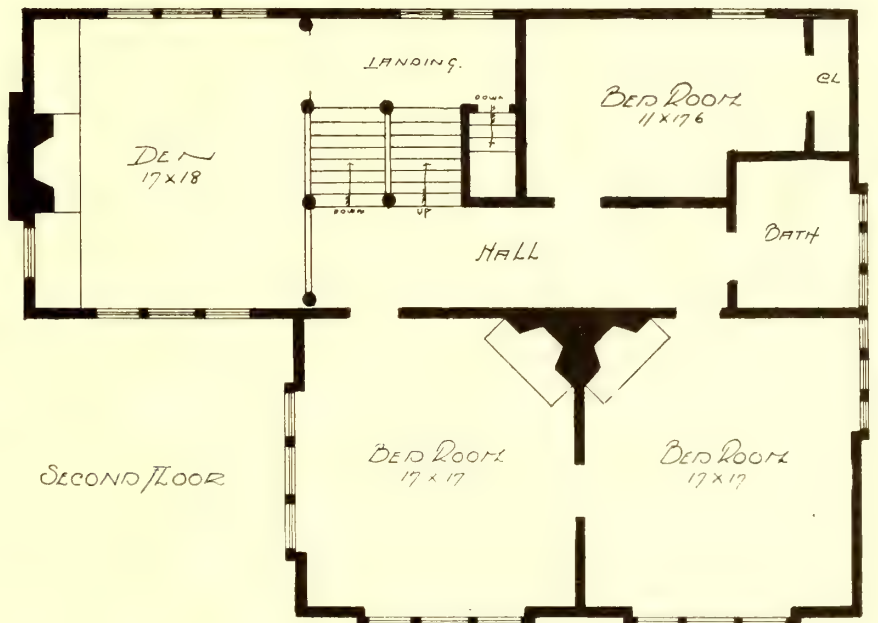 LANDING.
DOWN
BED ROOM
11 X 17 6
CL
DEN
17 X 18
DOWN
UP
HALL
BATH
BED ROOM
17 X 17
BED ROOM
17 X 17
SECOND FLOOR